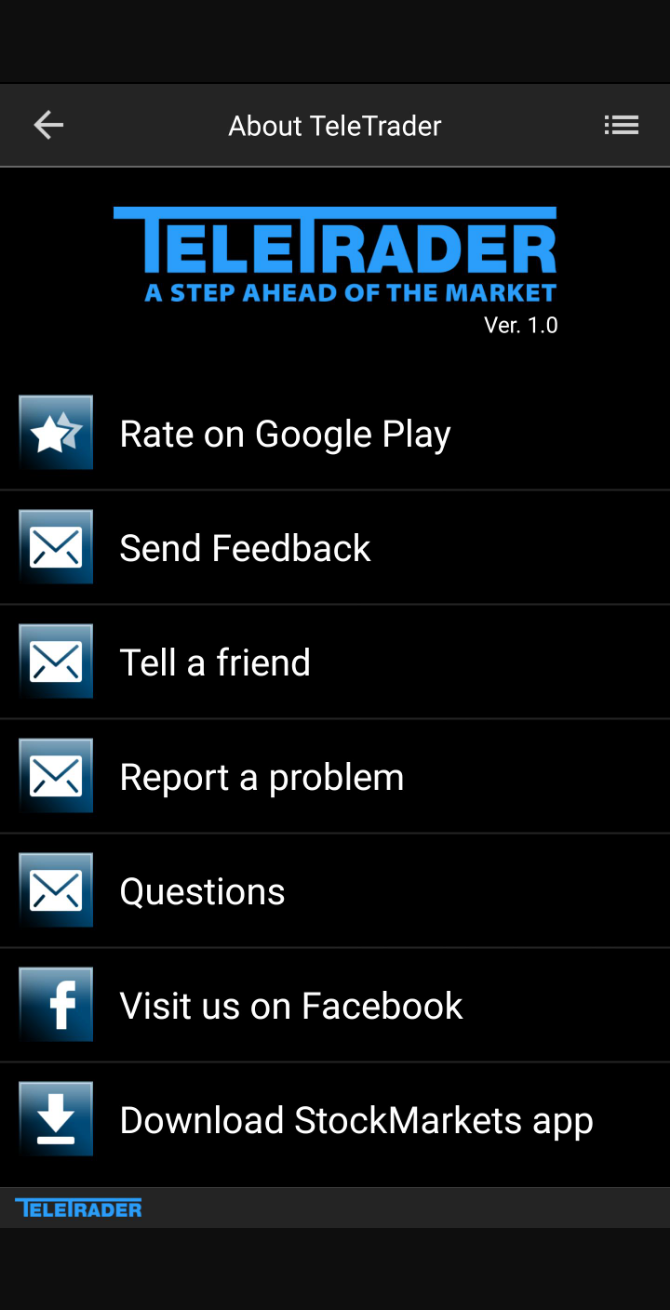 About TeleTrader
TELETRADER
A STEP AHEAD OF THE MARKET
Ver. 1.0
Rate on Google Play
Send Feedback
Tell a friend
Report a problem
Questions
Visit us on Facebook
Download StockMarkets app
TELETRADER